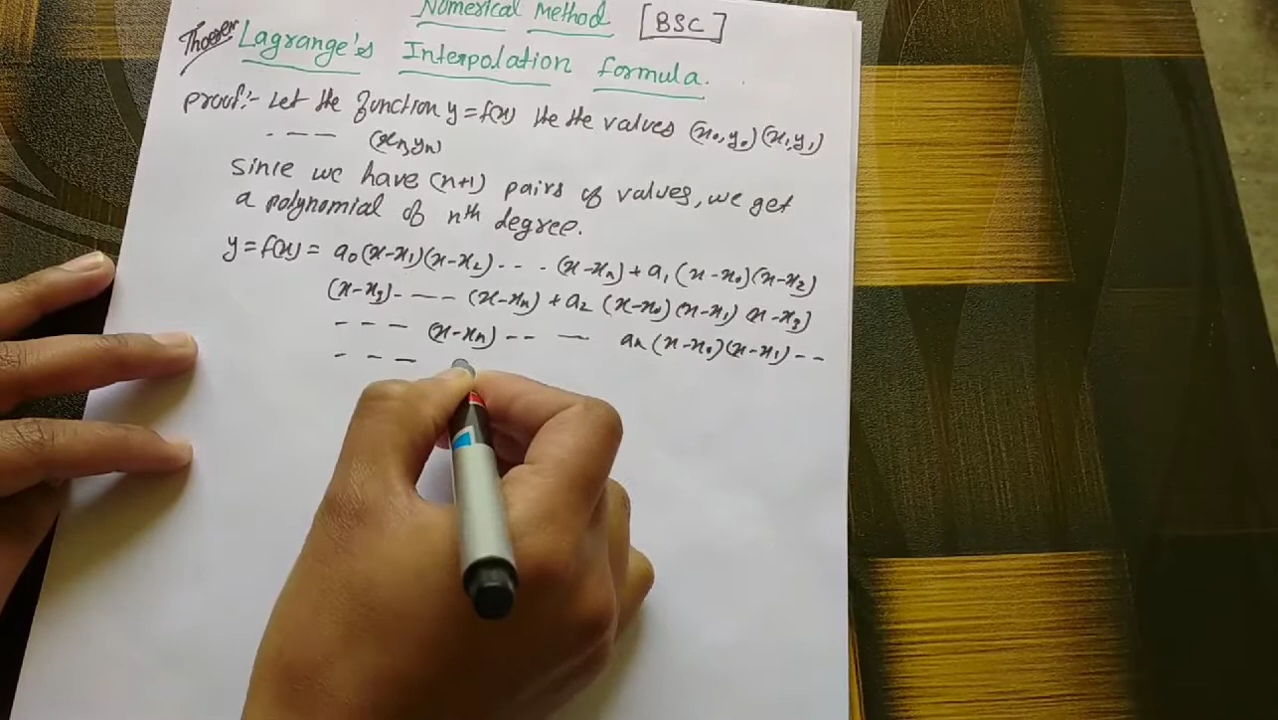 Numerical Method [BSC]
Thoerem Lagrange's Interpolation formula.
proof:- Let the function y = f(x) the the values (x₀,y₀)(x₁,y₁)
- --- (xₙ,yₙ)
Since we have (n+1) pairs of values, we get
a polynomial of nᵗʰ degree.
y = f(x) = a₀(x-x₁)(x-x₂)--- - (x-xₙ) + a₁ (x-x₀)(x-x₂)
(x-x₃)- --- (x-xₙ) + a₂ (x-x₀)(x-x₁)(x-x₃)
- - - (x-xₙ)-- — aₙ(x-x₀)(x-x₁)--
- - -